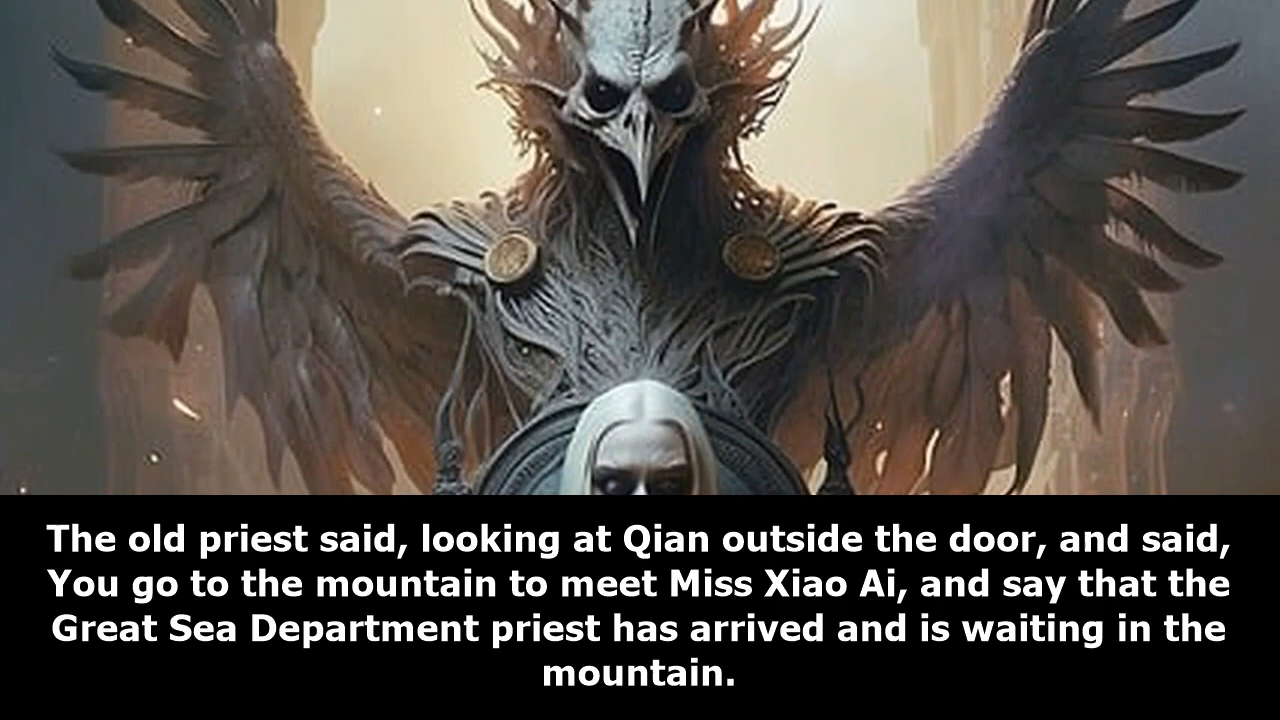 The old priest said, looking at Qian outside the door, and said,
You go to the mountain to meet Miss Xiao Ai, and say that the
Great Sea Department priest has arrived and is waiting in the
mountain.